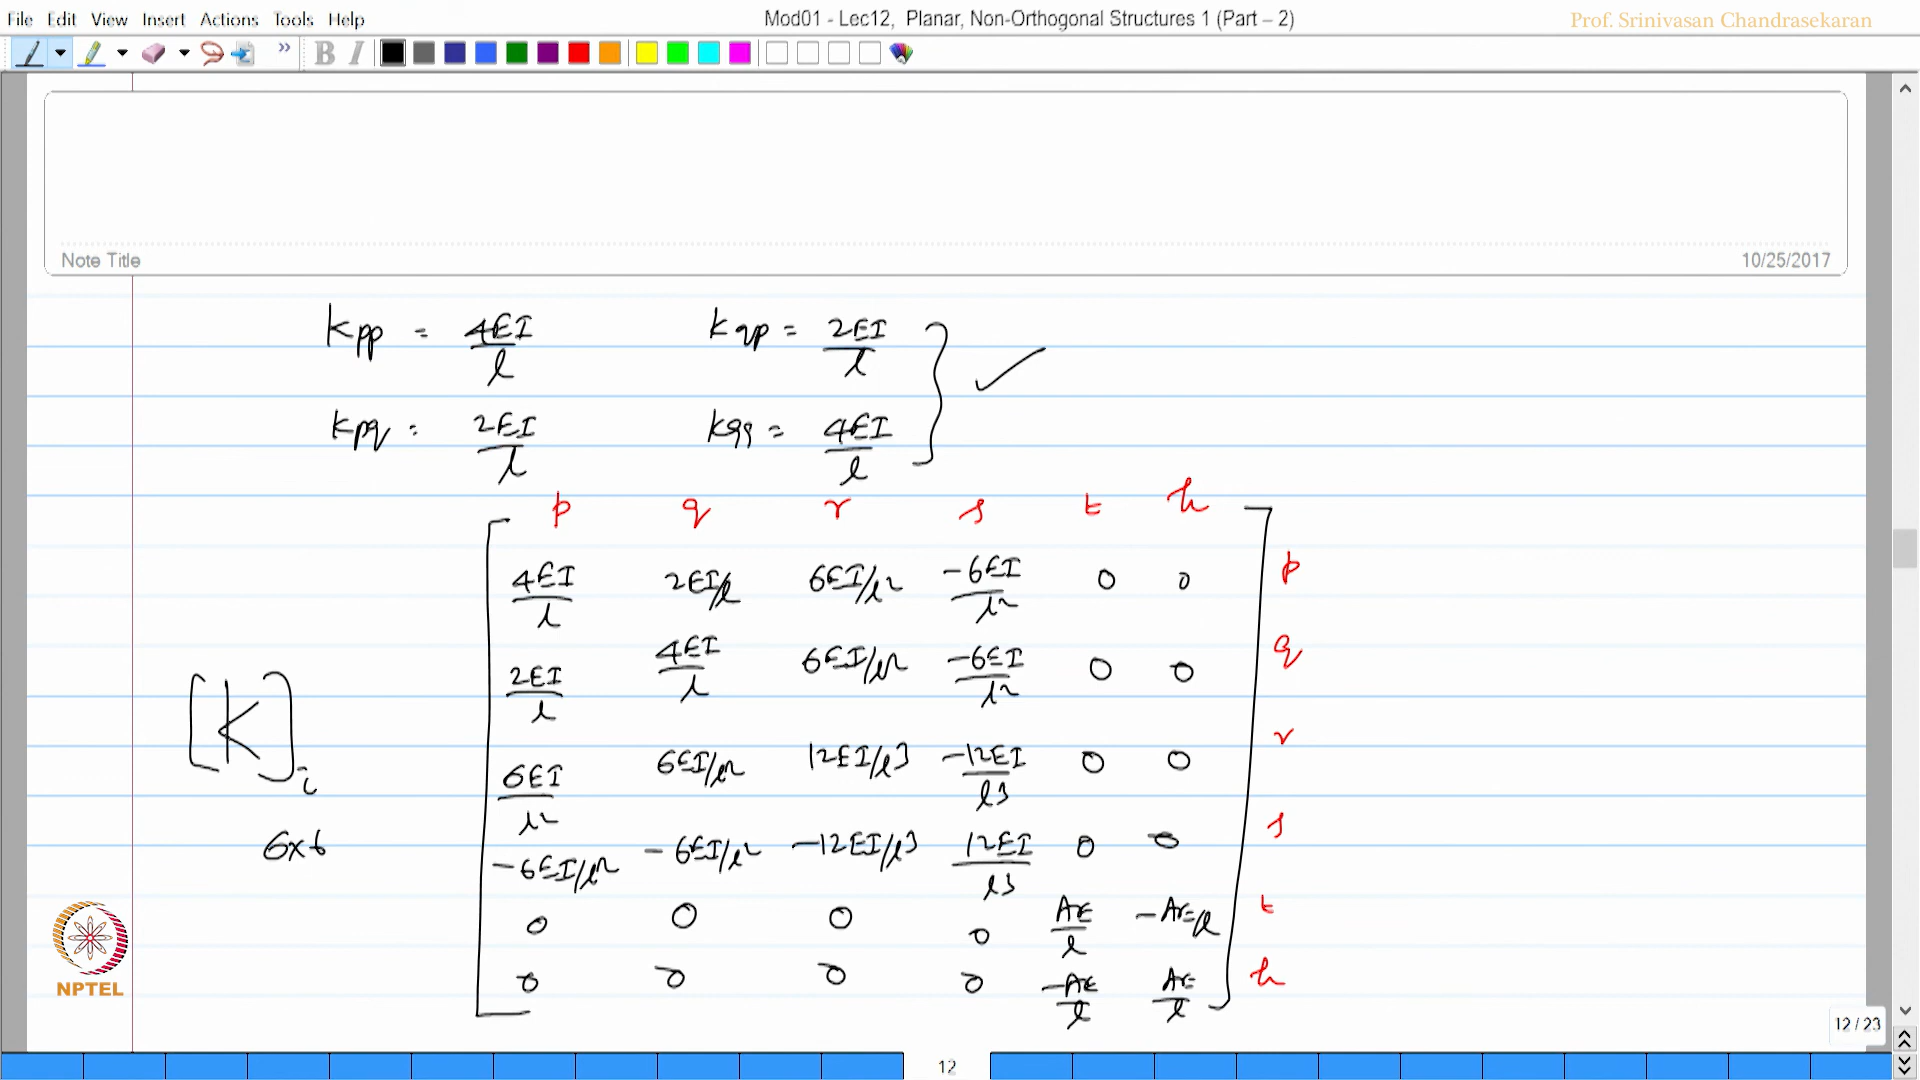 File Edit View Insert Actions Tools Help
Mod01 - Lec12, Planar, Non-Orthogonal Structures 1 (Part – 2)
Prof. Srinivasan Chandrasekaran
B I
Note Title
10/25/2017
Kpp = 4EI/l Kqp = 2EI/l
Kpq = 2EI/l Kqq = 4EI/l
p q r s t h
4EI/l 2EI/l 6EI/l² -6EI/l² 0 0 p
2EI/l 4EI/l 6EI/l² -6EI/l² 0 0 q
[K]i
6EI/l² 6EI/l² 12EI/l3 -12EI/l3 0 0 r
6x6
-6EI/l² -6EI/l² -12EI/l3 12EI/l3 0 0 s
0 0 0 0 AE/l -AE/l t
0 0 0 0 -AE/l AE/l h
NPTEL
12 / 23
12